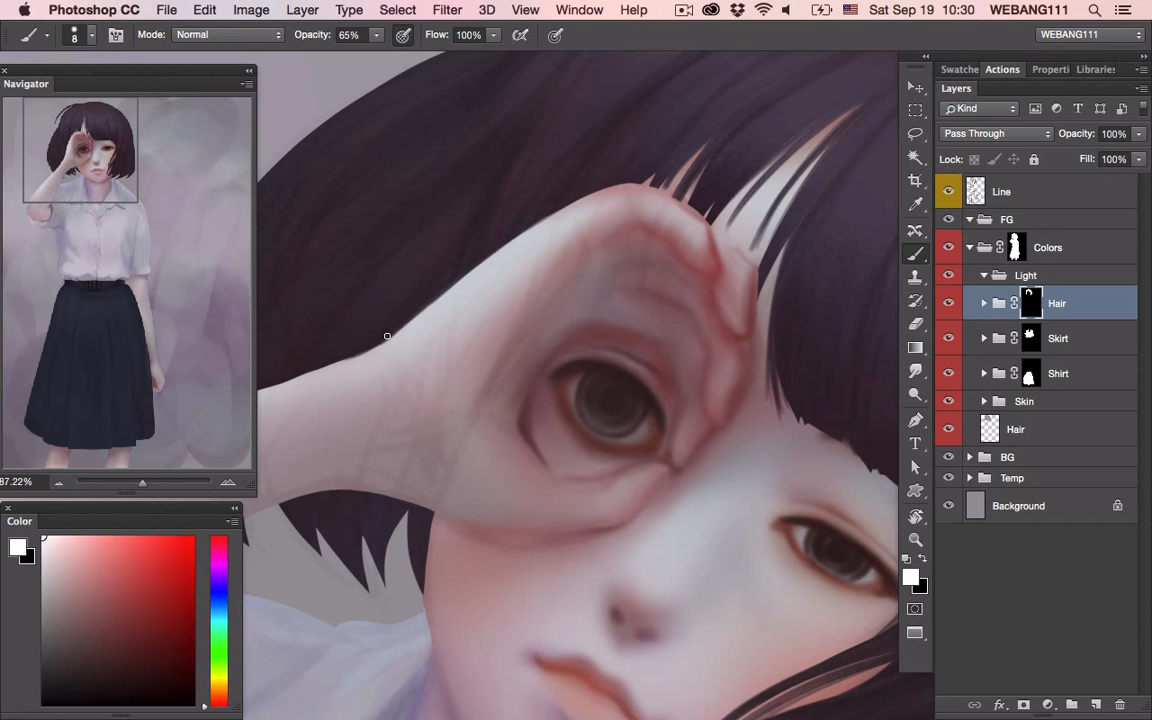 Photoshop CC File Edit Image Layer Type Select Filter 3D View Window Help Sat Sep 19 10:30 WEBANG111
8 Mode: Normal Opacity: 65% Flow: 100% WEBANG111
Navigator
87.22%
Color
Swatche Actions Properti Libraries
Layers
Kind
Pass Through Opacity: 100%
Lock: Fill: 100%
Line
FG
Colors
Light
Hair
Skirt
Shirt
Skin
Hair
BG
Temp
Background